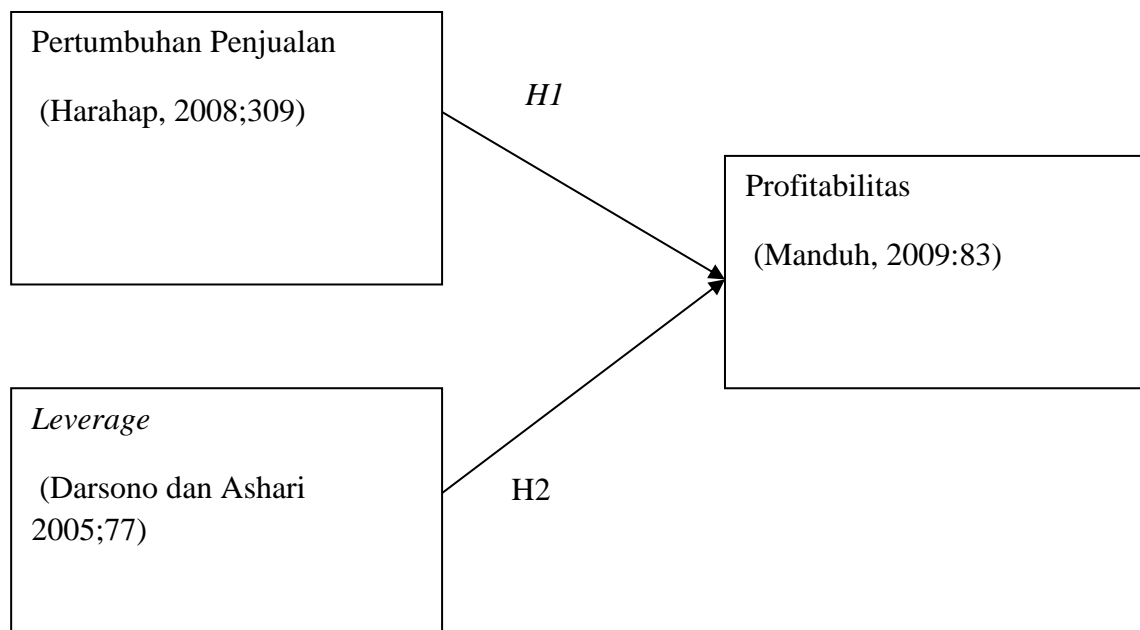 Pertumbuhan Penjualan
(Harahap, 2008;309)
H1
Profitabilitas
(Manduh, 2009:83)
Leverage
(Darsono dan Ashari
2005;77)
H2